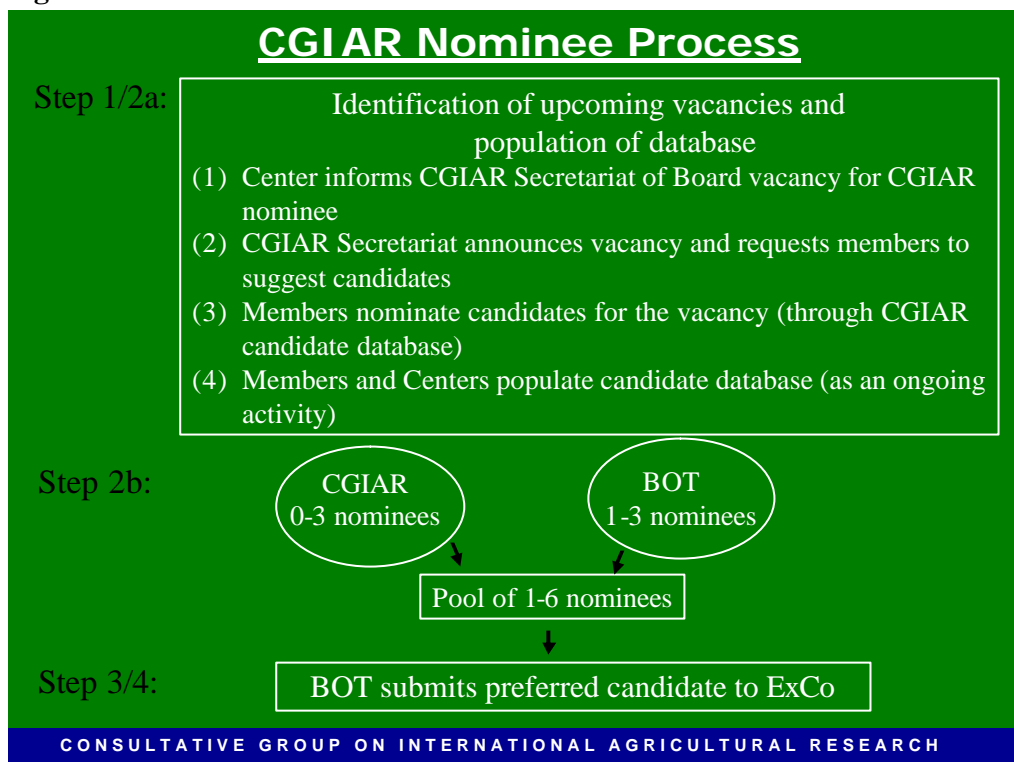 CGIAR Nominee Process
Step 1/2a:
Identification of upcoming vacancies and
population of database
(1) Center informs CGIAR Secretariat of Board vacancy for CGIAR
nominee
(2) CGIAR Secretariat announces vacancy and requests members to
suggest candidates
(3) Members nominate candidates for the vacancy (through CGIAR
candidate database)
(4) Members and Centers populate candidate database (as an ongoing
activity)
Step 2b:
CGIAR
0-3 nominees
BOT
1-3 nominees
Pool of 1-6 nominees
Step 3/4:
BOT submits preferred candidate to ExCo
CONSULTATIVE GROUP ON INTERNATIONAL AGRICULTURAL RESEARCH